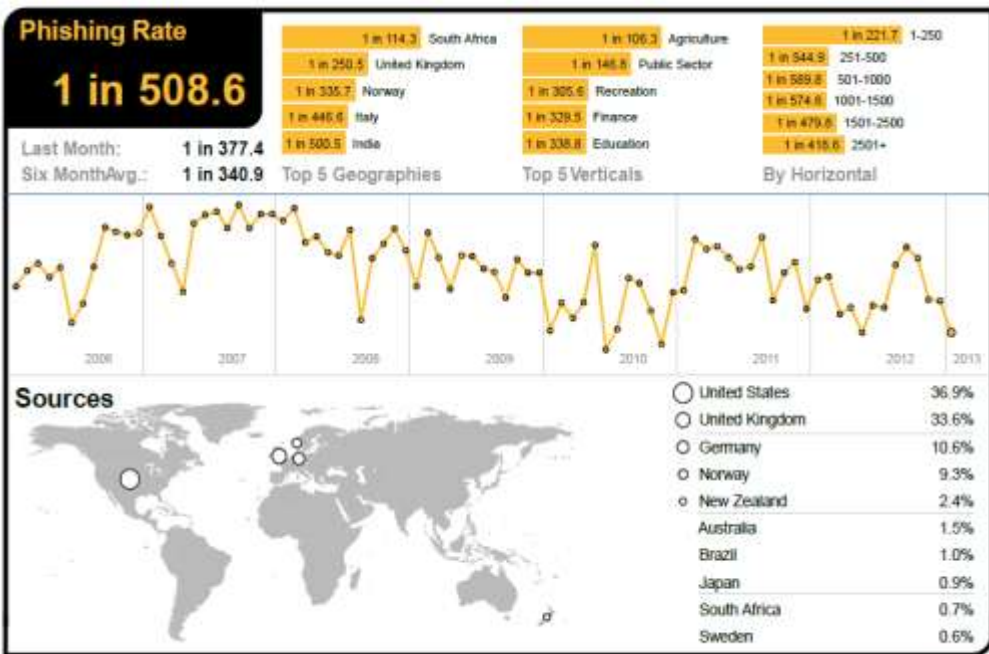 Phishing Rate
1 in 508.6
Last Month: 1 in 377.4
Six MonthAvg.: 1 in 340.9
1 in 114.3 South Africa
1 in 250.5 United Kingdom
1 in 335.7 Norway
1 in 446.6 Italy
1 in 500.5 India
Top 5 Geographies
1 in 106.3 Agriculture
1 in 146.8 Public Sector
1 in 305.6 Recreation
1 in 329.5 Finance
1 in 338.8 Education
Top 5 Verticals
1 in 221.7 1-250
1 in 544.9 251-500
1 in 589.8 501-1000
1 in 574.8 1001-1500
1 in 479.8 1501-2500
1 in 418.6 2501+
By Horizontal
2006 2007 2008 2009 2010 2011 2012 2013
Sources
United States 36.9%
United Kingdom 33.6%
Germany 10.6%
Norway 9.3%
New Zealand 2.4%
Australia 1.5%
Brazil 1.0%
Japan 0.9%
South Africa 0.7%
Sweden 0.6%